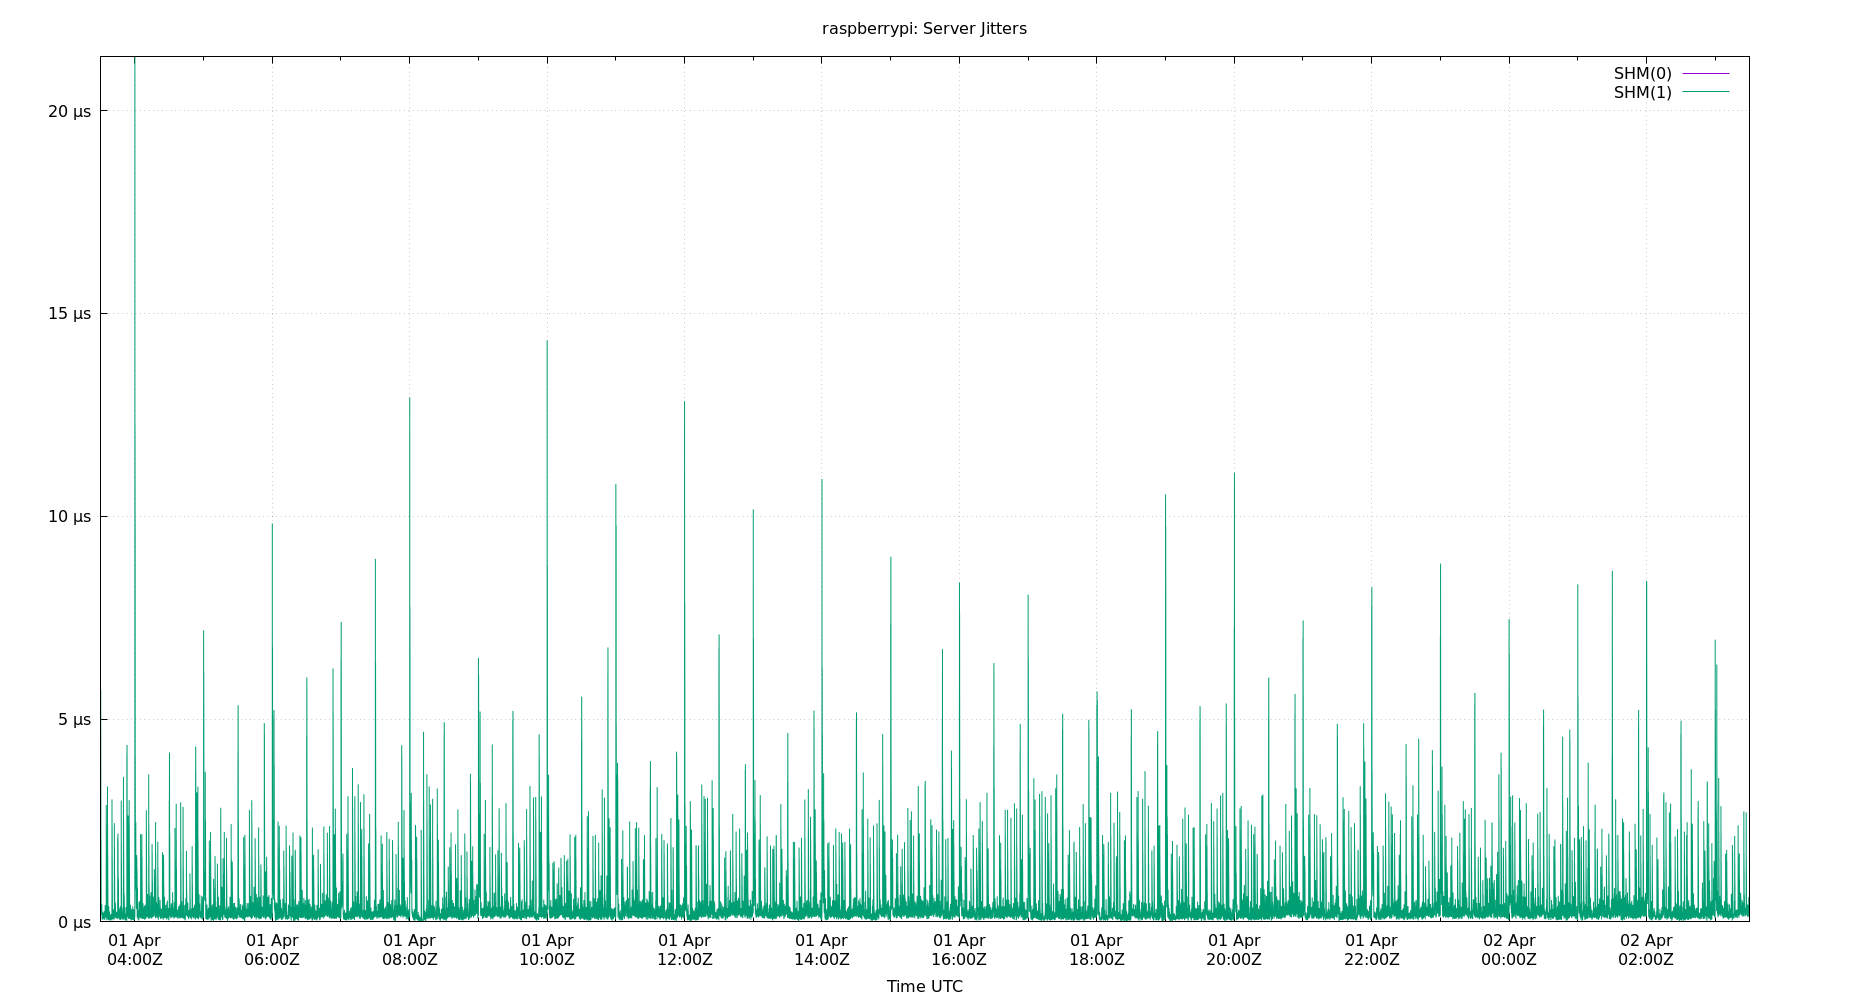 raspberrypi: Server Jitters
SHM(0)
SHM(1)
20 µs
15 µs
10 µs
5 µs
0 µs
01 Apr 01 Apr 01 Apr 01 Apr 01 Apr 01 Apr 01 Apr 01 Apr 01 Apr 01 Apr 02 Apr 02 Apr
04:00Z 06:00Z 08:00Z 10:00Z 12:00Z 14:00Z 16:00Z 18:00Z 20:00Z 22:00Z 00:00Z 02:00Z
Time UTC